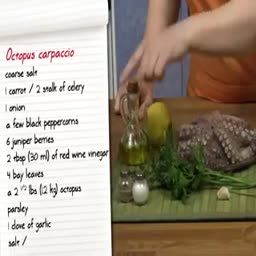 Octopus carpaccio
coarse salt
1 carrot / 2 stalk of celery
1 onion
a few black peppercorns
6 juniper berries
2 tbsp (30 ml) of red wine vinegar
4 bay leaves
a 2 1/2 lbs (1.2 kg) octopus
parsley
1 clove of garlic
salt /